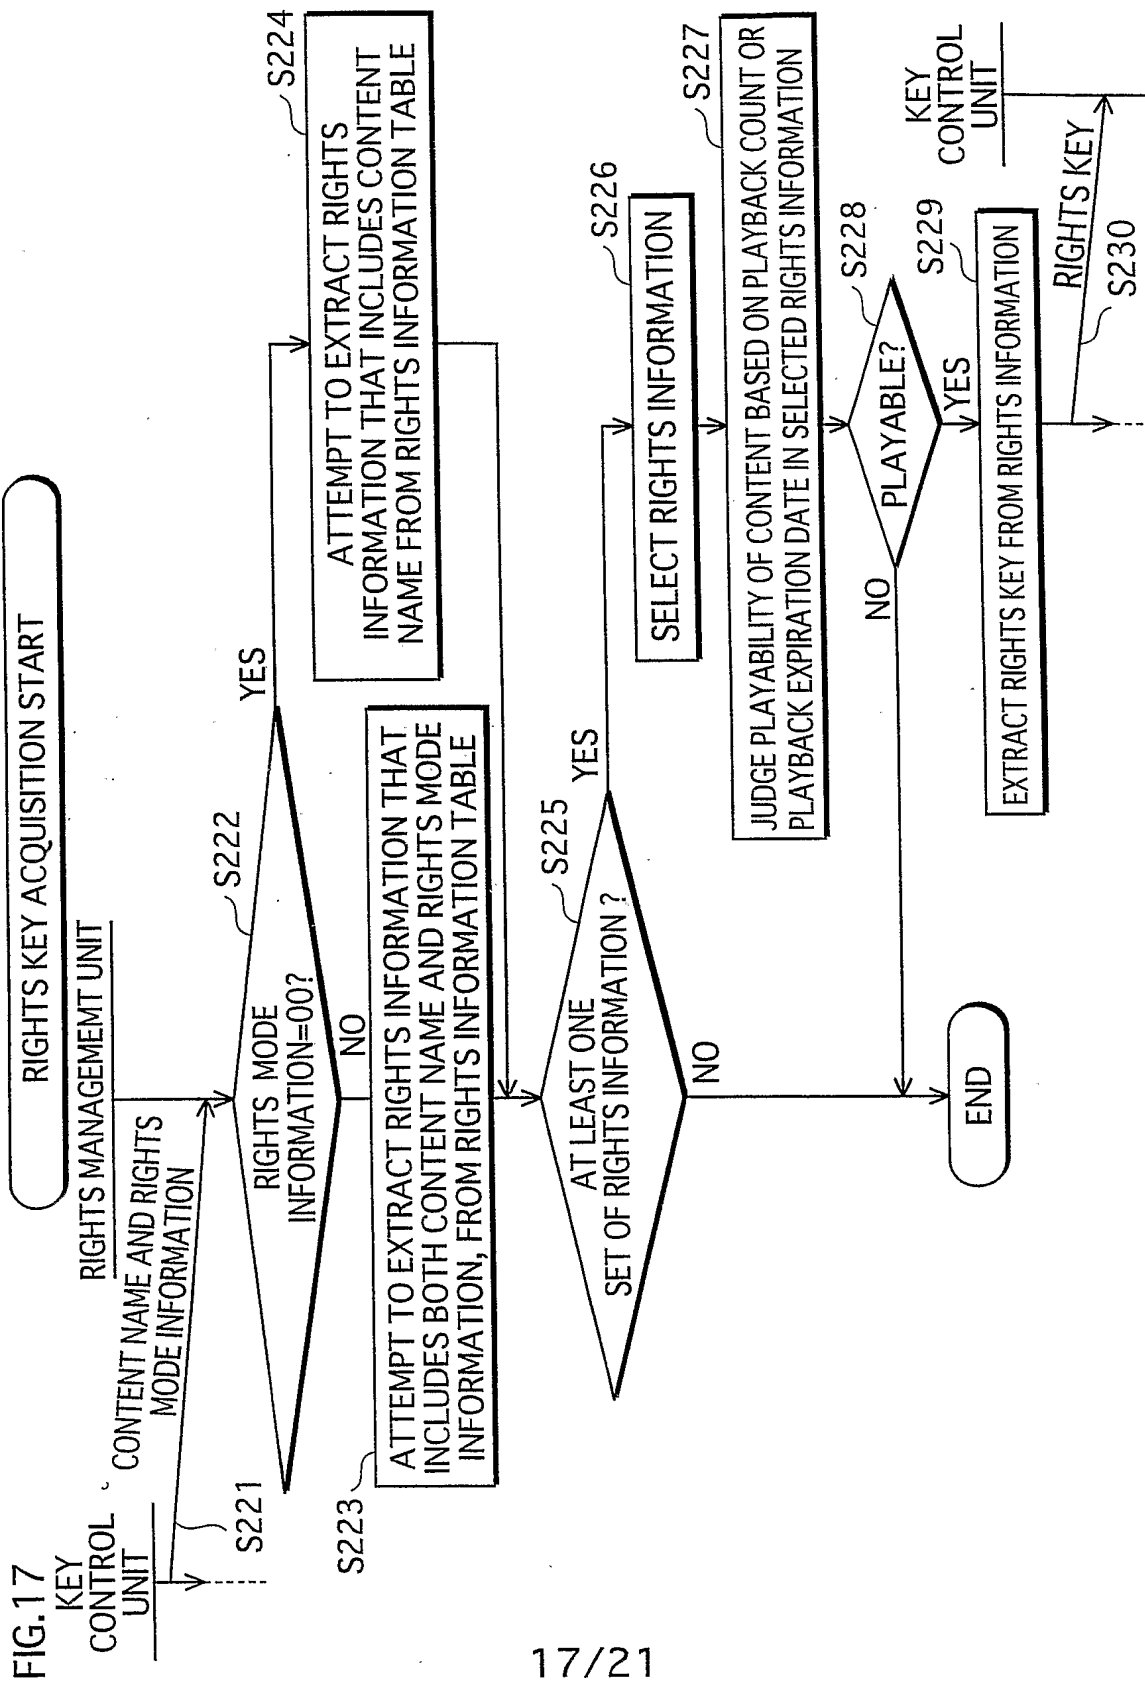 FIG.17
RIGHTS KEY ACQUISITION START
KEY
CONTROL
UNIT
RIGHTS MANAGEMEMT UNIT
CONTENT NAME AND RIGHTS
MODE INFORMATION
S221
S222
RIGHTS MODE
INFORMATION=00?
YES
NO
S223
ATTEMPT TO EXTRACT RIGHTS INFORMATION THAT
INCLUDES BOTH CONTENT NAME AND RIGHTS MODE
INFORMATION, FROM RIGHTS INFORMATION TABLE
S224
ATTEMPT TO EXTRACT RIGHTS
INFORMATION THAT INCLUDES CONTENT
NAME FROM RIGHTS INFORMATION TABLE
S225
AT LEAST ONE
SET OF RIGHTS INFORMATION ?
YES
NO
S226
SELECT RIGHTS INFORMATION
S227
JUDGE PLAYABILITY OF CONTENT BASED ON PLAYBACK COUNT OR
PLAYBACK EXPIRATION DATE IN SELECTED RIGHTS INFORMATION
S228
PLAYABLE?
NO
YES
S229
EXTRACT RIGHTS KEY FROM RIGHTS INFORMATION
KEY
CONTROL
UNIT
RIGHTS KEY
S230
END
17/21